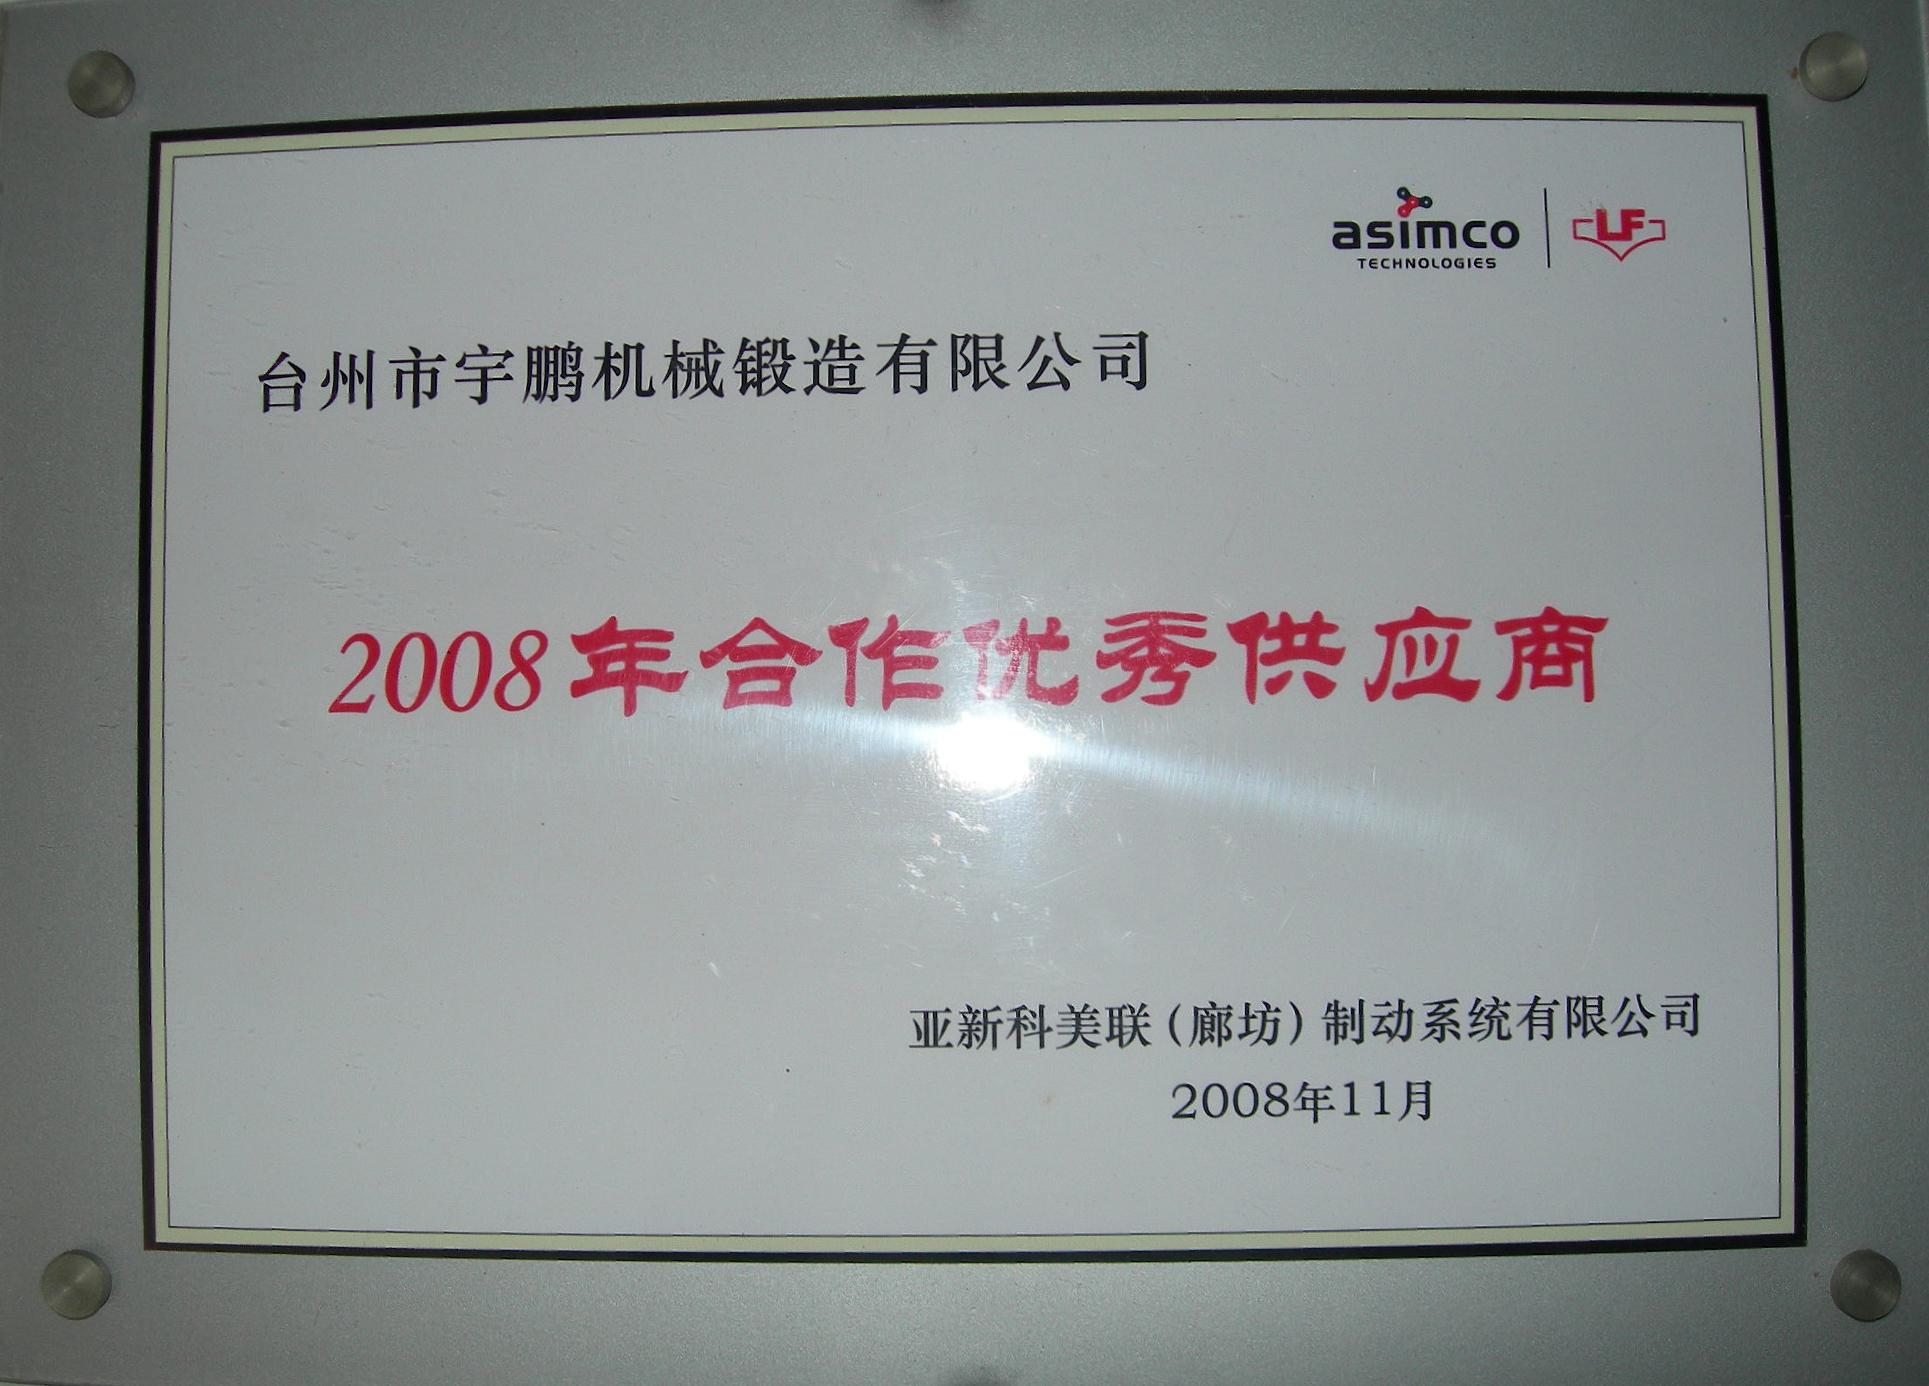 asimco
TECHNOLOGIES
LF
台州市宇鹏机械锻造有限公司
2008年合作优秀供应商
亚新科美联（廊坊）制动系统有限公司
2008年11月